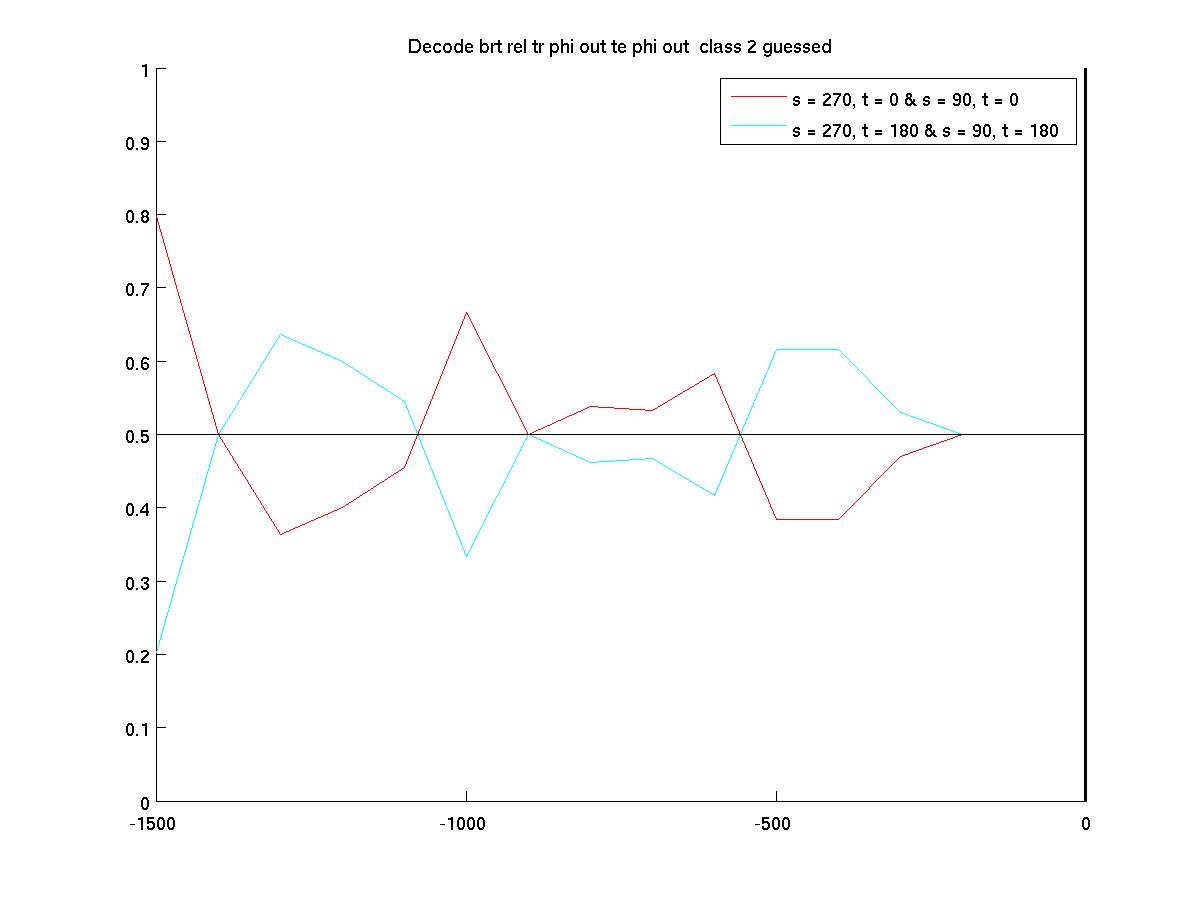 Decode brt rel tr phi out te phi out  class 2 guessed
s = 270, t = 0 & s = 90, t = 0
s = 270, t = 180 & s = 90, t = 180
1
0.9
0.8
0.7
0.6
0.5
0.4
0.3
0.2
0.1
0
-1500 -1000 -500 0